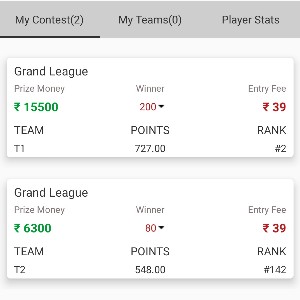 My Contest(2) My Teams(0) Player Stats
Grand League
Prize Money Winner Entry Fee
₹ 15500 200 ₹ 39
TEAM POINTS RANK
T1 727.00 #2
Grand League
Prize Money Winner Entry Fee
₹ 6300 80 ₹ 39
TEAM POINTS RANK
T2 548.00 #142